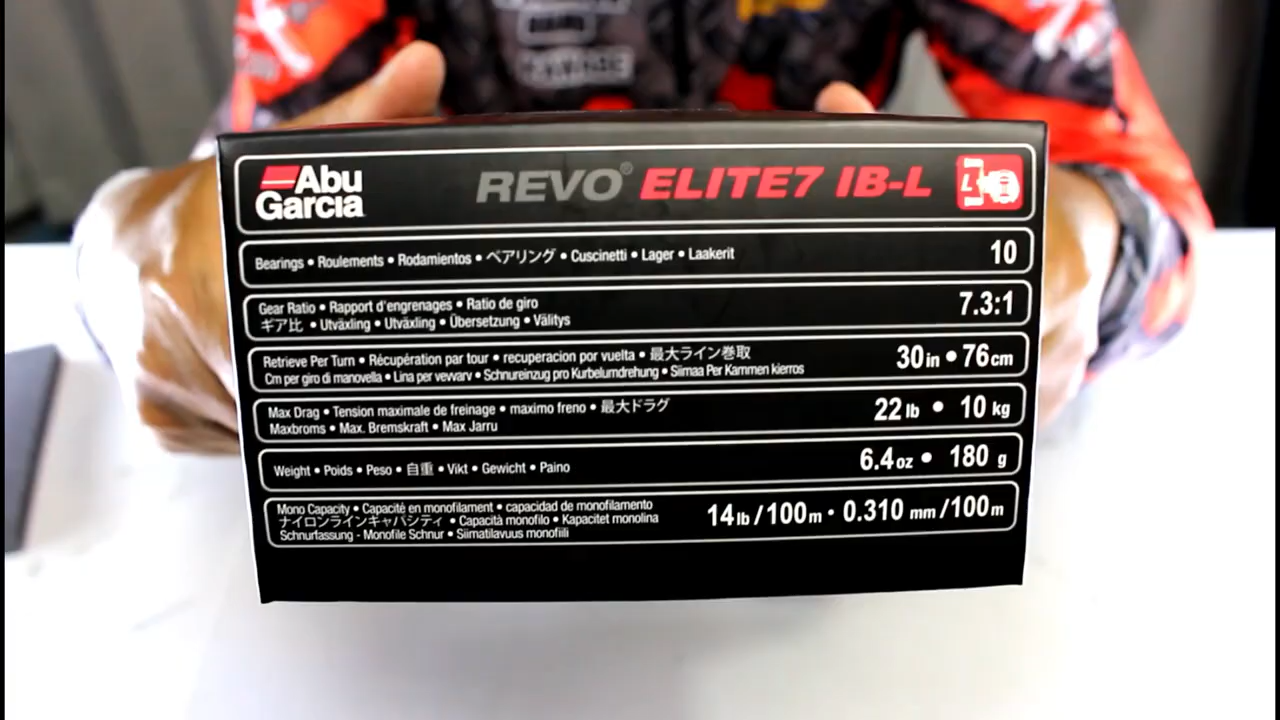 Abu
Garcia
REVO® ELITE7 IB-L
L
Bearings • Roulements • Rodamientos • ベアリング • Cuscinetti • Lager • Laakerit
10
Gear Ratio • Rapport d'engrenages • Ratio de giro
ギア比 • Utväxling • Utväxling • Übersetzung • Välitys
7.3:1
Retrieve Per Turn • Récupération par tour • recuperacion por vuelta • 最大ライン巻取
Cm per giro di manovella • Lina per vevvarv • Schnureinzug pro Kurbelumdrehung • Siimaa Per Kammen kierros
30in • 76cm
Max Drag • Tension maximale de freinage • maximo freno • 最大ドラグ
Maxbroms • Max. Bremskraft • Max Jarru
22 lb • 10 kg
Weight • Poids • Peso • 自重 • Vikt • Gewicht • Paino
6.4oz • 180 g
Mono Capacity • Capacité en monofilament • capacidad de monofilamento
ナイロンラインキャパシティ • Capacità monofilo • Kapacitet monolina
Schnurfassung - Monofile Schnur • Siimatilavuus monofiili
14lb/100m · 0.310 mm/100m